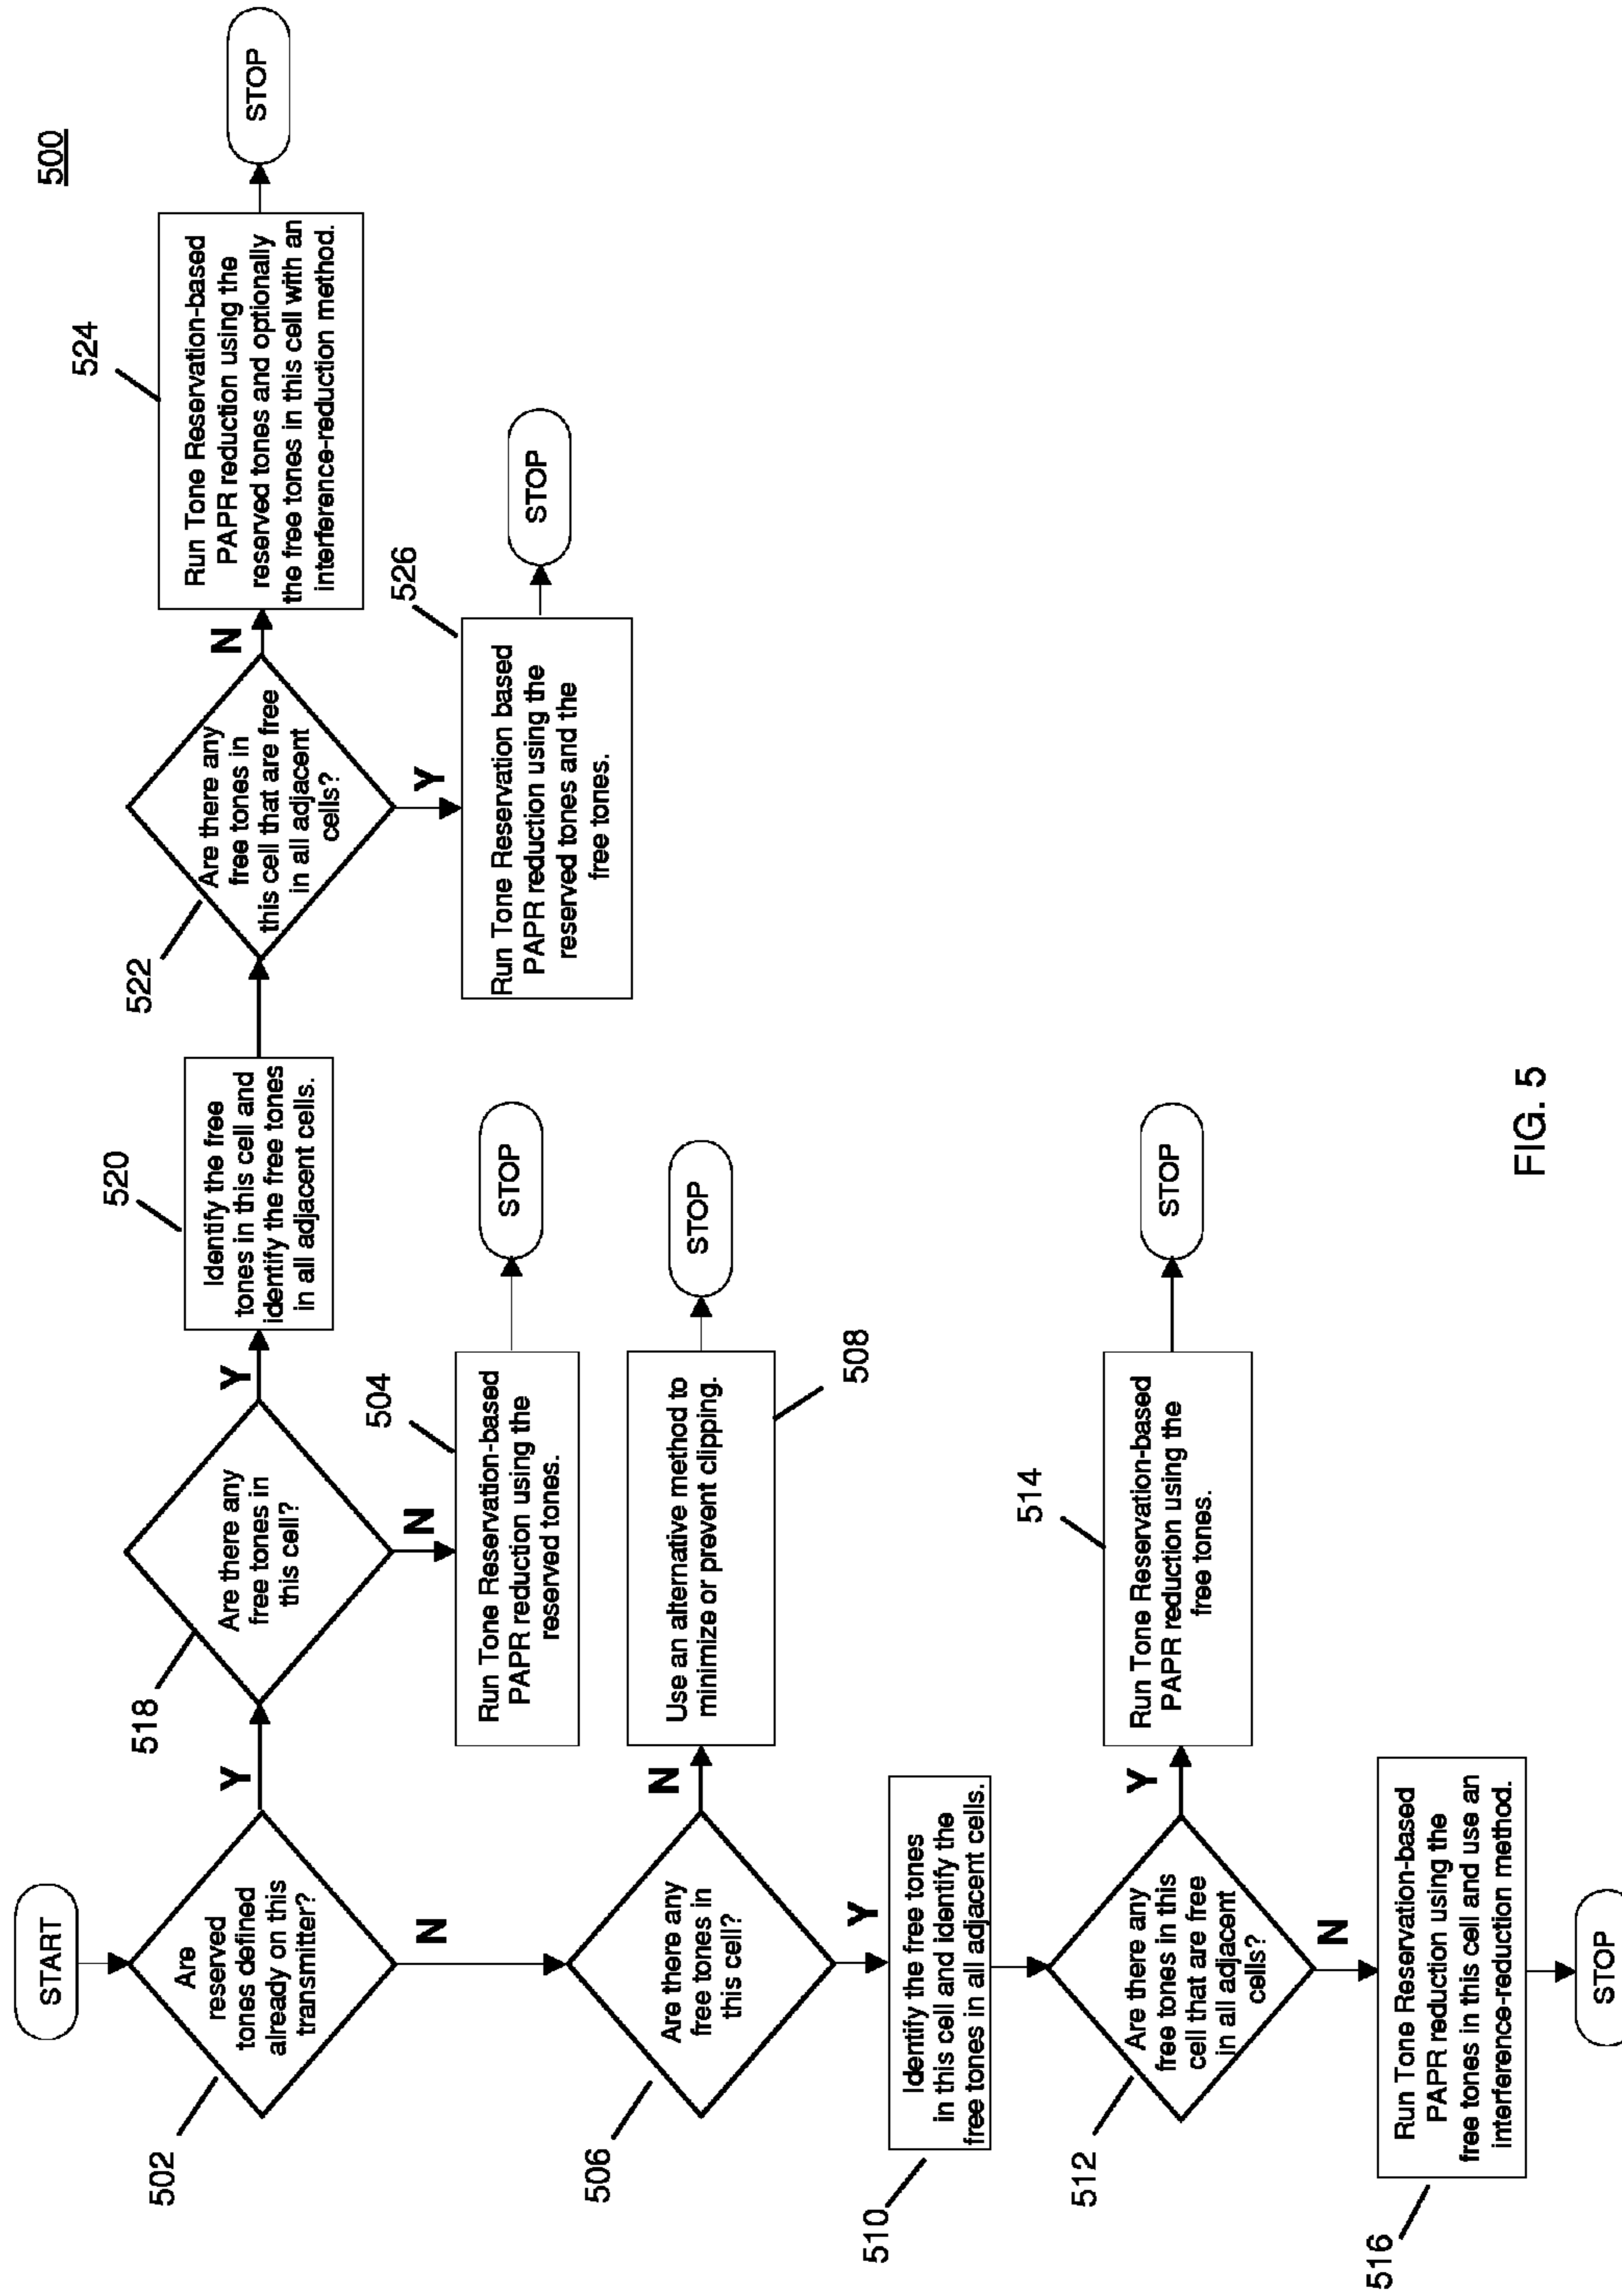 500
START
502
Are
reserved
tones defined
already on this
transmitter?
Y
N
518
Are there any
free tones in
this cell?
Y
N
504
Run Tone Reservation-based
PAPR reduction using the
reserved tones.
STOP
520
Identify the free
tones in this cell and
identify the free tones
in all adjacent cells.
522
Are there any
free tones in
this cell that are free
in all adjacent
cells?
N
Y
524
Run Tone Reservation-based
PAPR reduction using the
reserved tones and optionally
the free tones in this cell with an
interference-reduction method.
STOP
526
Run Tone Reservation based
PAPR reduction using the
reserved tones and the
free tones.
STOP
506
Are there any
free tones in
this cell?
N
Y
Use an alternative method to
minimize or prevent clipping.
508
STOP
510
Identify the free tones
in this cell and identify the
free tones in all adjacent cells.
512
Are there any
free tones in this
cell that are free
in all adjacent
cells?
Y
N
514
Run Tone Reservation-based
PAPR reduction using the
free tones.
STOP
516
Run Tone Reservation-based
PAPR reduction using the
free tones in this cell and use an
interference-reduction method.
STOP
FIG. 5